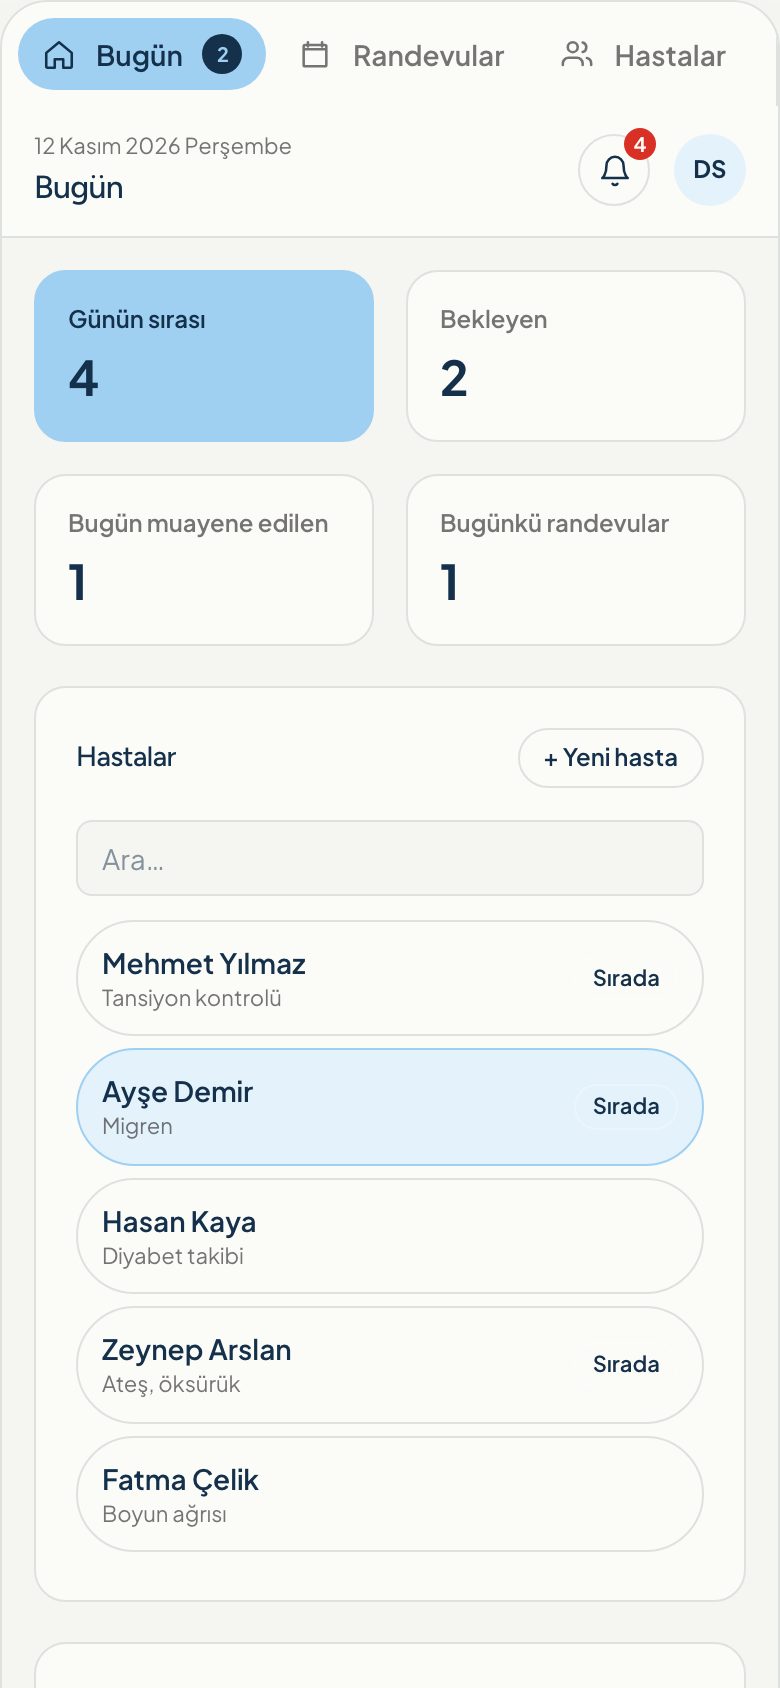 Bugün 2 Randevular Hastalar
12 Kasım 2026 Perşembe
Bugün
4
DS
Günün sırası
4
Bekleyen
2
Bugün muayene edilen
1
Bugünkü randevular
1
Hastalar
+ Yeni hasta
Ara...
Mehmet Yılmaz
Tansiyon kontrolü
Sırada
Ayşe Demir
Migren
Sırada
Hasan Kaya
Diyabet takibi
Zeynep Arslan
Ateş, öksürük
Sırada
Fatma Çelik
Boyun ağrısı